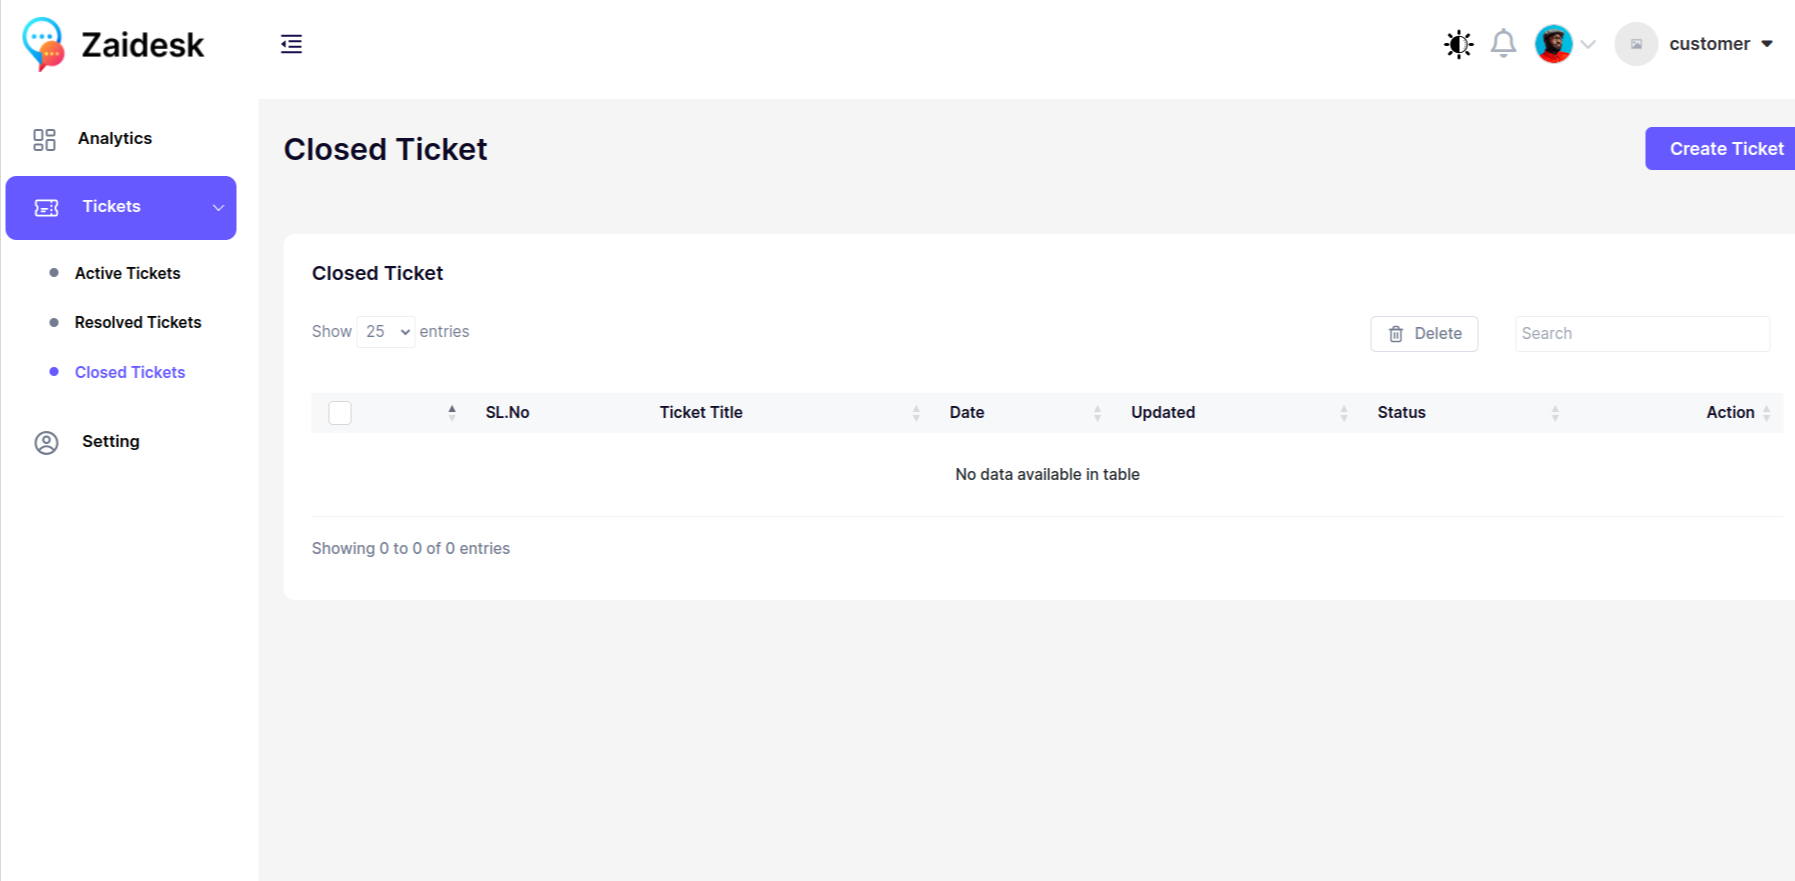 Zaidesk
customer
Analytics
Tickets
Active Tickets
Resolved Tickets
Closed Tickets
Setting
Closed Ticket
Create Ticket
Closed Ticket
Show 25 entries
Delete
Search
SL.No Ticket Title Date Updated Status Action
No data available in table
Showing 0 to 0 of 0 entries